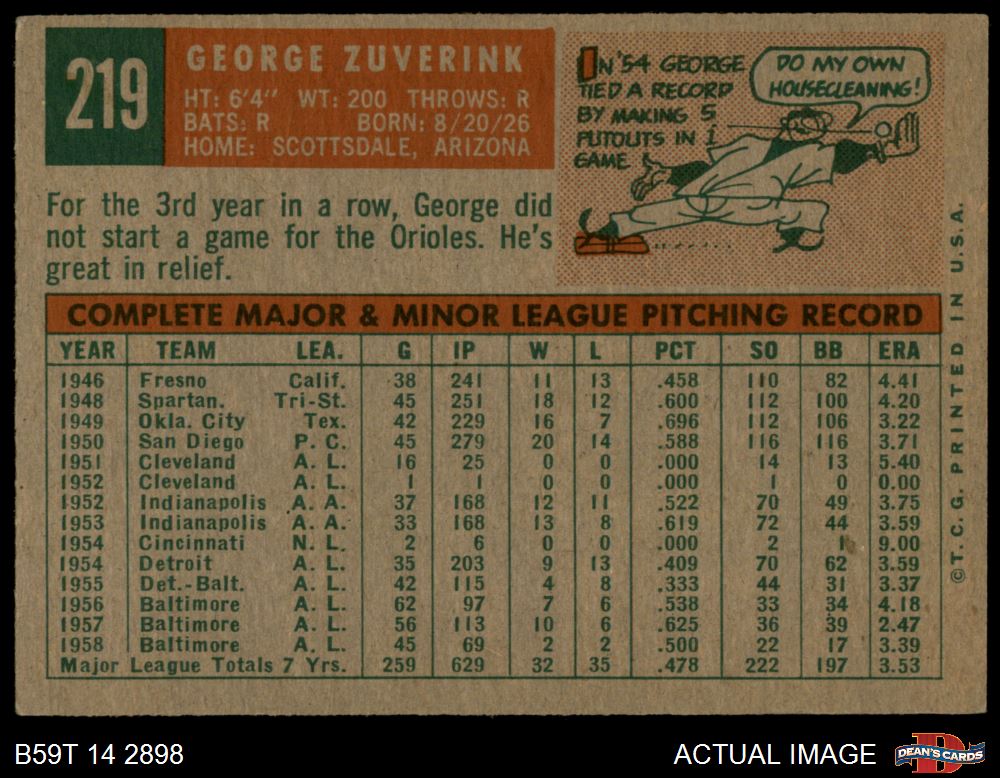 219
GEORGE ZUVERINK
HT: 6'4" WT: 200 THROWS: R
BATS: R BORN: 8/20/26
HOME: SCOTTSDALE, ARIZONA
IN '54 GEORGE
TIED A RECORD
BY MAKING 5
PUTOUTS IN 1
GAME
DO MY OWN
HOUSECLEANING!
For the 3rd year in a row, George did
not start a game for the Orioles. He's
great in relief.
COMPLETE MAJOR & MINOR LEAGUE PITCHING RECORD
YEAR TEAM LEA. G IP W L PCT SO BB ERA
1946 Fresno Calif. 38 241 11 13 .458 110 82 4.41
1948 Spartan. Tri-St. 45 251 18 12 .600 112 100 4.20
1949 Okla. City Tex. 42 229 16 7 .696 112 106 3.22
1950 San Diego P. C. 45 279 20 14 .588 116 116 3.71
1951 Cleveland A. L. 16 25 0 0 .000 14 13 5.40
1952 Cleveland A. L. 1 1 0 0 .000 1 0 0.00
1952 Indianapolis A. A. 37 168 12 11 .522 70 49 3.75
1953 Indianapolis A. A. 33 168 13 8 .619 72 44 3.59
1954 Cincinnati N. L. 2 6 0 0 .000 2 1 9.00
1954 Detroit A. L. 35 203 9 13 .409 70 62 3.59
1955 Det.-Balt. A. L. 42 115 4 8 .333 44 31 3.37
1956 Baltimore A. L. 62 97 7 6 .538 33 34 4.18
1957 Baltimore A. L. 56 113 10 6 .625 36 39 2.47
1958 Baltimore A. L. 45 69 2 2 .500 22 17 3.39
Major League Totals 7 Yrs. 259 629 32 35 .478 222 197 3.53
©T.C.G. PRINTED IN U.S.A.
B59T 14 2898
ACTUAL IMAGE
DEAN'S CARDS